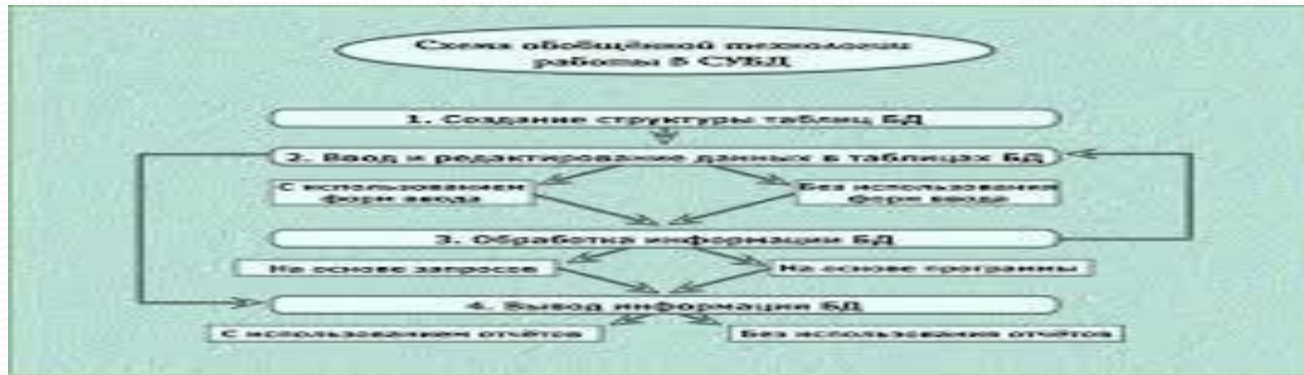 Схема обобщённой технологии
работы в СУБД
1. Создание структуры таблиц БД
2. Ввод и редактирование данных в таблицах БД
С использованием
форм ввода
Без использования
форм ввода
3. Обработка информации БД
На основе запросов
На основе программы
4. Вывод информации БД
С использованием отчётов
Без использования отчётов